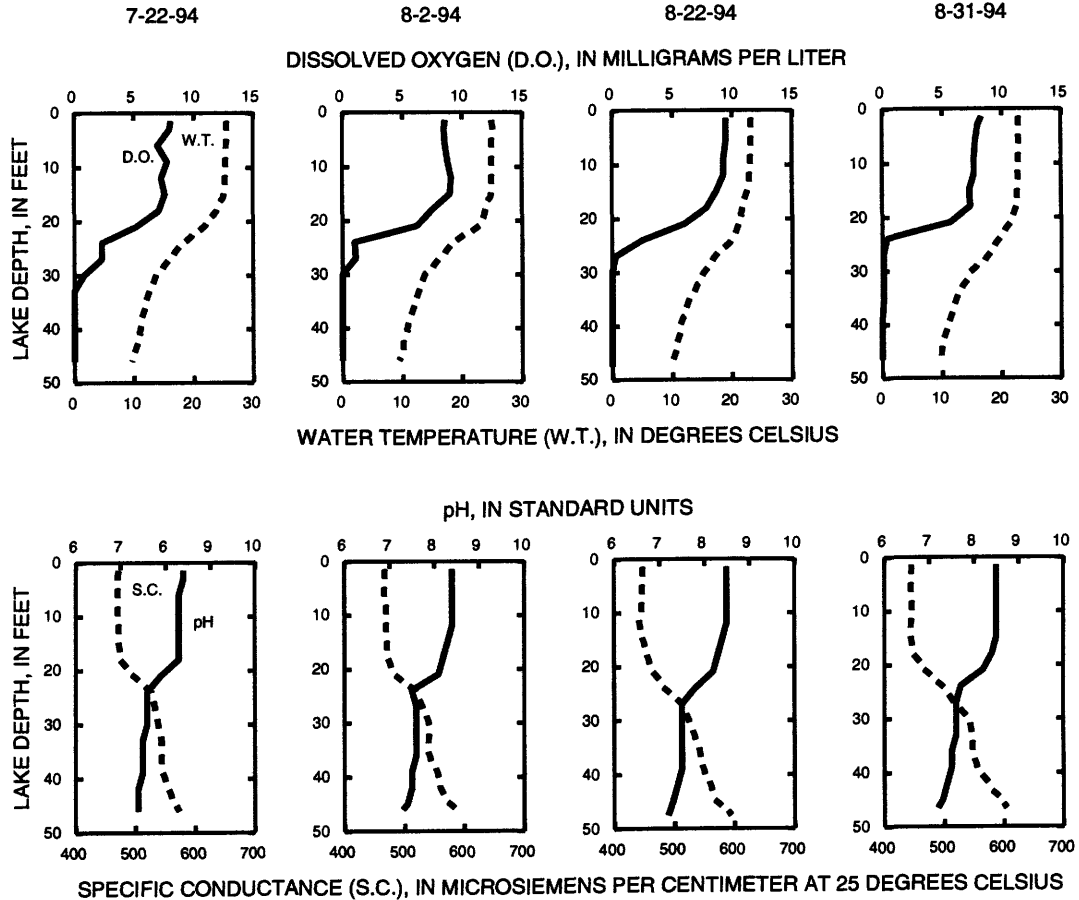 7-22-94 8-2-94 8-22-94 8-31-94
DISSOLVED OXYGEN (D.O.), IN MILLIGRAMS PER LITER
0 5 10 15 0 5 10 15 0 5 10 15 0 5 10 15
LAKE DEPTH, IN FEET
0 0 0 0
D.O. W.T.
10 10 10 10
20 20 20 20
30 30 30 30
40 40 40 40
50 50 50 50
0 10 20 30 0 10 20 30 0 10 20 30 0 10 20 30
WATER TEMPERATURE (W.T.), IN DEGREES CELSIUS
pH, IN STANDARD UNITS
6 7 8 9 10 6 7 8 9 10 6 7 8 9 10 6 7 8 9 10
LAKE DEPTH, IN FEET
0 0 0 0
S.C.
10 10 10 10
pH
20 20 20 20
30 30 30 30
40 40 40 40
50 50 50 50
400 500 600 700 400 500 600 700 400 500 600 700 400 500 600 700
SPECIFIC CONDUCTANCE (S.C.), IN MICROSIEMENS PER CENTIMETER AT 25 DEGREES CELSIUS